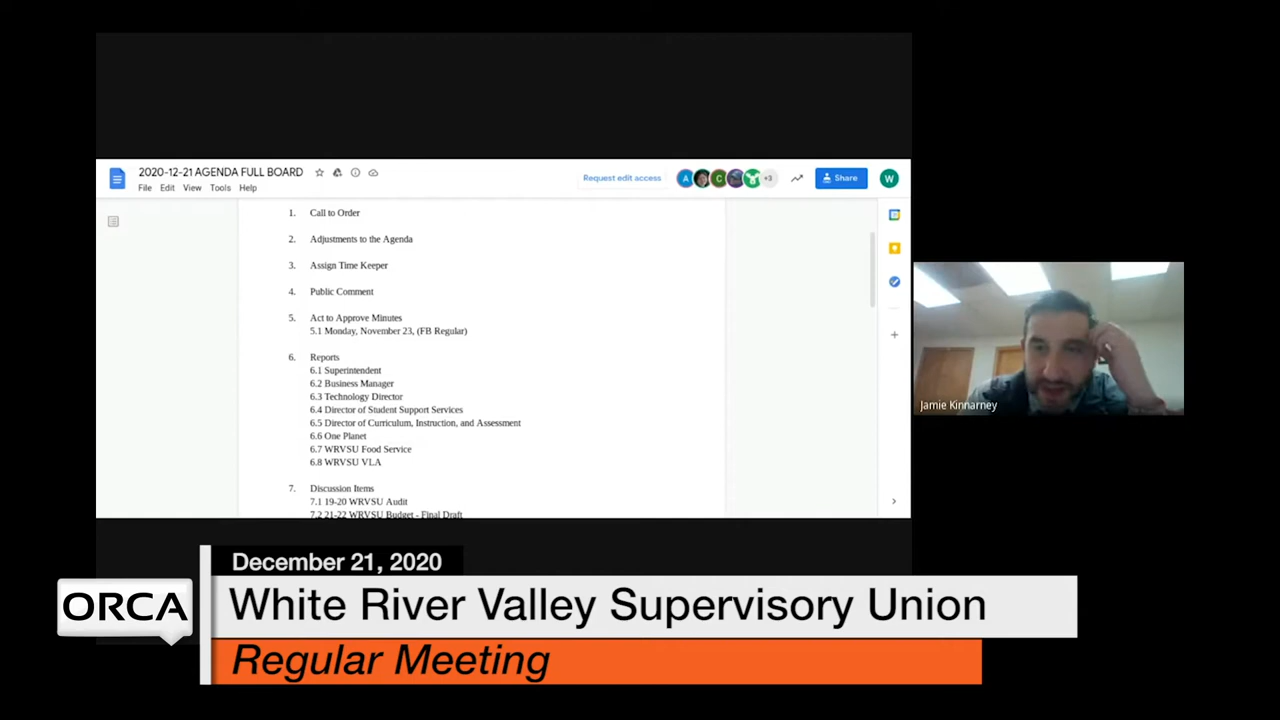 2020-12-21 AGENDA FULL BOARD
File Edit View Tools Help
Request edit access
A
C
+3
Share
W
1. Call to Order
2. Adjustments to the Agenda
3. Assign Time Keeper
4. Public Comment
5. Act to Approve Minutes
5.1 Monday, November 23, (FB Regular)
6. Reports
6.1 Superintendent
6.2 Business Manager
6.3 Technology Director
6.4 Director of Student Support Services
6.5 Director of Curriculum, Instruction, and Assessment
6.6 One Planet
6.7 WRVSU Food Service
6.8 WRVSU VLA
7. Discussion Items
7.1 19-20 WRVSU Audit
7.2 21-22 WRVSU Budget - Final Draft
Jamie Kinnarney
December 21, 2020
ORCA
White River Valley Supervisory Union
Regular Meeting